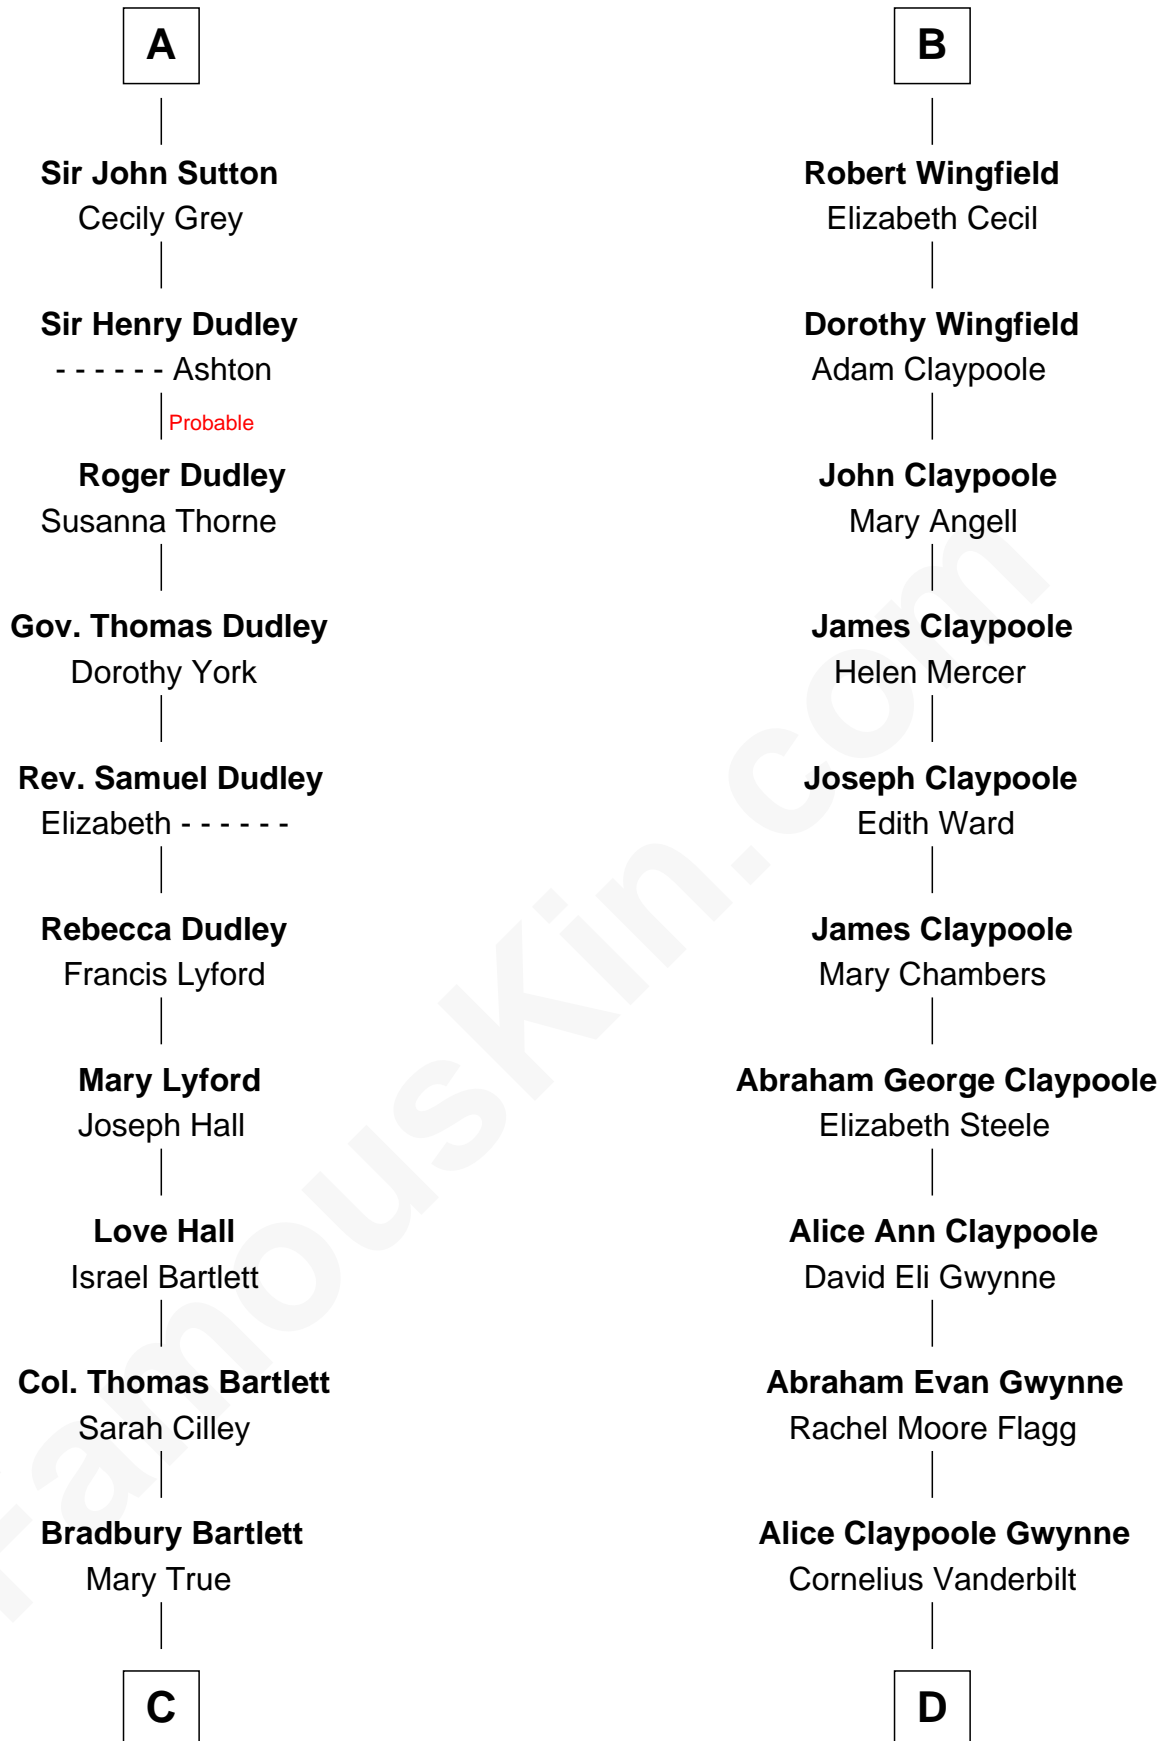 A
Sir John Sutton
Cecily Grey
Sir Henry Dudley
- - - - - - Ashton
Probable
Roger Dudley
Susanna Thorne
Gov. Thomas Dudley
Dorothy York
Rev. Samuel Dudley
Elizabeth - - - - - -
Rebecca Dudley
Francis Lyford
Mary Lyford
Joseph Hall
Love Hall
Israel Bartlett
Col. Thomas Bartlett
Sarah Cilley
Bradbury Bartlett
Mary True
C
B
Robert Wingfield
Elizabeth Cecil
Dorothy Wingfield
Adam Claypoole
John Claypoole
Mary Angell
James Claypoole
Helen Mercer
Joseph Claypoole
Edith Ward
James Claypoole
Mary Chambers
Abraham George Claypoole
Elizabeth Steele
Alice Ann Claypoole
David Eli Gwynne
Abraham Evan Gwynne
Rachel Moore Flagg
Alice Claypoole Gwynne
Cornelius Vanderbilt
D
FamousKin.com